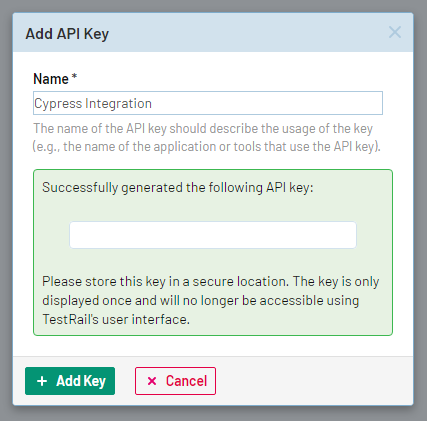 Add API Key
Name *
Cypress Integration
The name of the API key should describe the usage of the key
(e.g., the name of the application or tools that use the API key).
Successfully generated the following API key:
Please store this key in a secure location. The key is only
displayed once and will no longer be accessible using
TestRail's user interface.
Add Key
Cancel